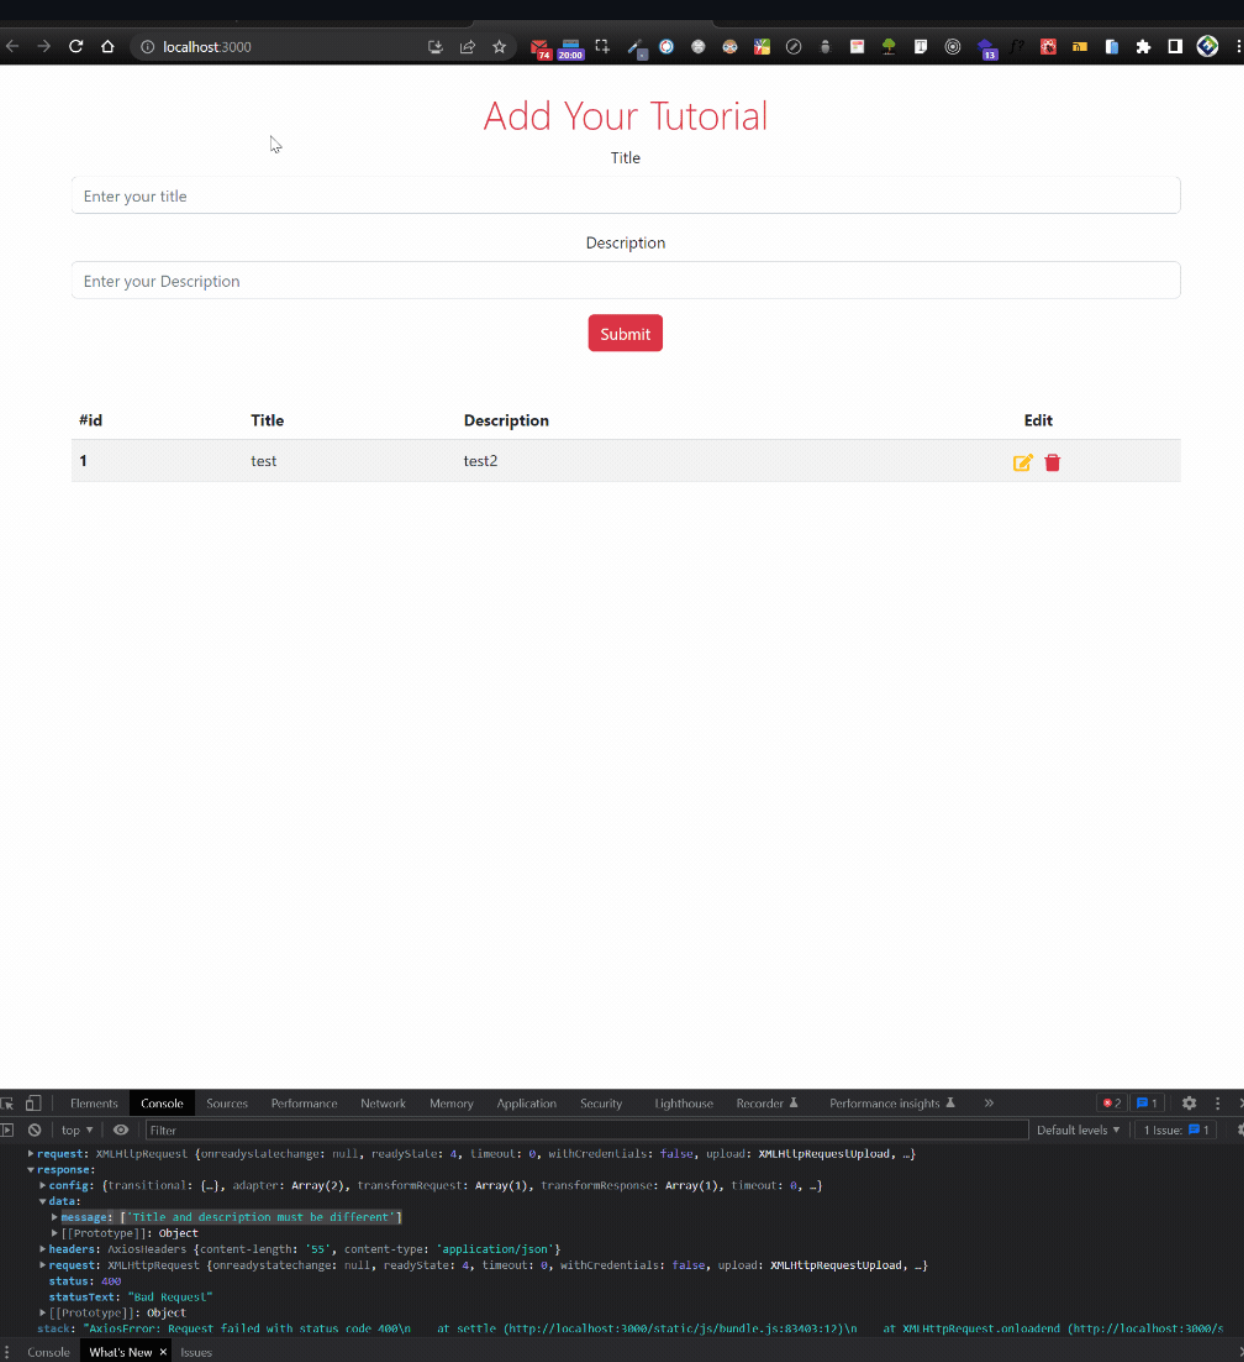 localhost:3000
74
20:00
13
Add Your Tutorial
Title
Enter your title
Description
Enter your Description
Submit
#id Title Description Edit
1 test test2
Elements Console Sources Performance Network Memory Application Security Lighthouse Recorder Performance insights » 2 1
top ▼ Filter Default levels ▼ 1 Issue: 1
▶request: XMLHttpRequest {onreadystatechange: null, readyState: 4, timeout: 0, withCredentials: false, upload: XMLHttpRequestUpload, …}
▼response:
▶config: {transitional: {…}, adapter: Array(2), transformRequest: Array(1), transformResponse: Array(1), timeout: 0, …}
▼data:
▶message: ['Title and description must be different']
▶[[Prototype]]: Object
▶headers: AxiosHeaders {content-length: '55', content-type: 'application/json'}
▶request: XMLHttpRequest {onreadystatechange: null, readyState: 4, timeout: 0, withCredentials: false, upload: XMLHttpRequestUpload, …}
status: 400
statusText: "Bad Request"
▶[[Prototype]]: Object
stack: "AxiosError: Request failed with status code 400\n at settle (http://localhost:3000/static/js/bundle.js:83403:12)\n at XMLHttpRequest.onloadend (http://localhost:3000/s
Console What's New × Issues